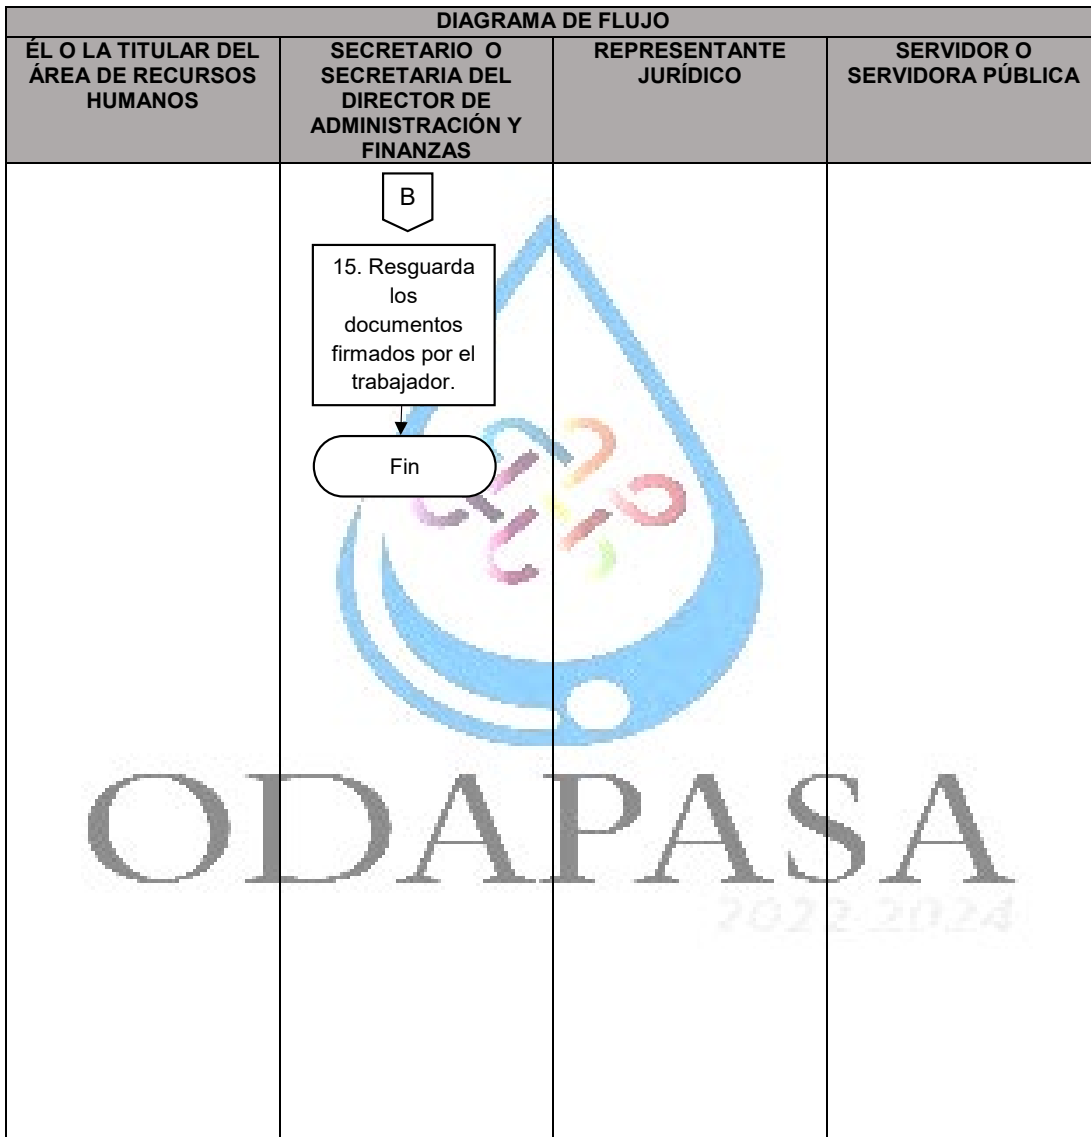 DIAGRAMA DE FLUJO
ÉL O LA TITULAR DEL
ÁREA DE RECURSOS
HUMANOS
SECRETARIO O
SECRETARIA DEL
DIRECTOR DE
ADMINISTRACIÓN Y
FINANZAS
REPRESENTANTE
JURÍDICO
SERVIDOR O
SERVIDORA PÚBLICA
B
15. Resguarda
los
documentos
firmados por el
trabajador.
Fin
ODAPASA
2022-2024